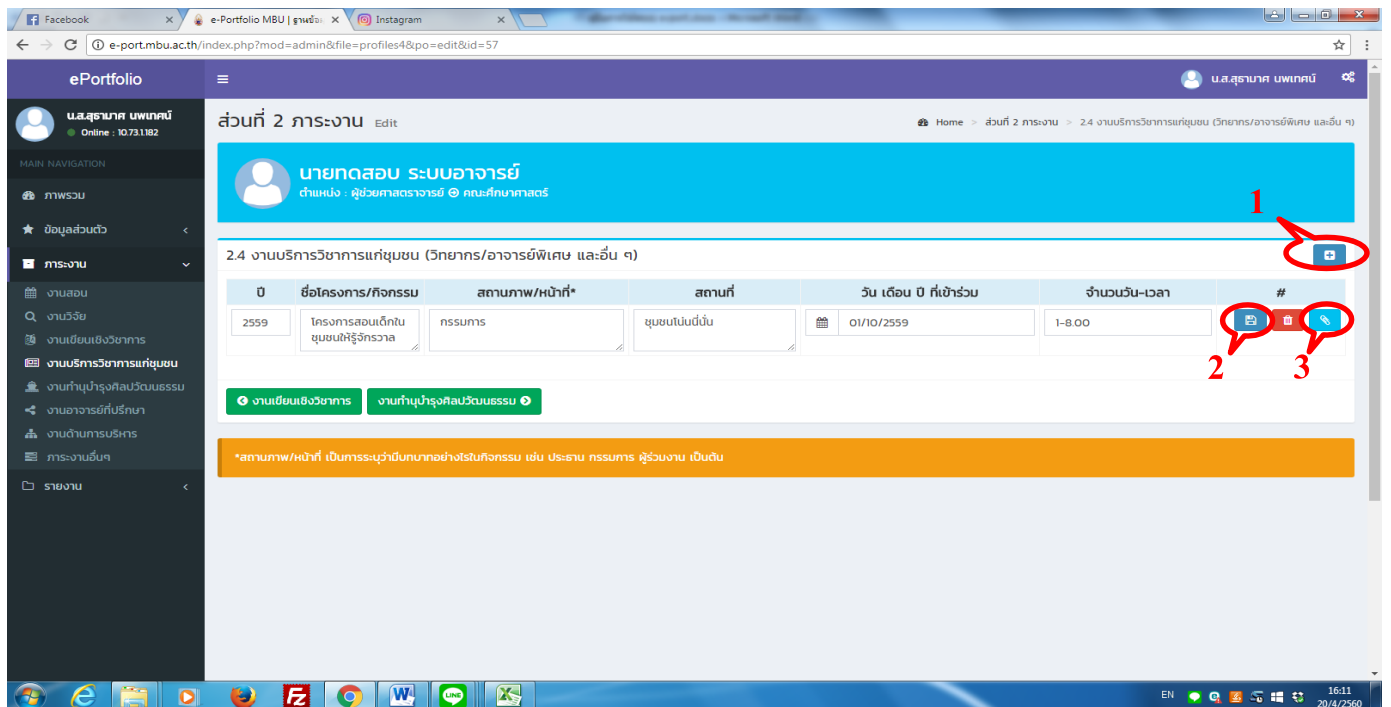 Facebook
e-Portfolio MBU | ฐานข้อ
Instagram
e-port.mbu.ac.th/index.php?mod=admin&file=profiles4&po=edit&id=57
ePortfolio
น.ส.สุธามาศ นพเทศน์
น.ส.สุธามาศ นพเทศน์
Online : 10.73.1.182
ส่วนที่ 2 ภาระงาน Edit
Home > ส่วนที่ 2 ภาระงาน > 2.4 งานบริการวิชาการแก่ชุมชน (วิทยากร/อาจารย์พิเศษ และอื่น ๆ)
MAIN NAVIGATION
ภาพรวม
ข้อมูลส่วนตัว
ภาระงาน
งานสอน
งานวิจัย
งานเขียนเชิงวิชาการ
งานบริการวิชาการแก่ชุมชน
งานทำนุบำรุงศิลปวัฒนธรรม
งานอาจารย์ที่ปรึกษา
งานด้านการบริหาร
ภาระงานอื่นๆ
รายงาน
นายทดสอบ ระบบอาจารย์
ตำแหน่ง : ผู้ช่วยศาสตราจารย์ คณะศึกษาศาสตร์
1
2.4 งานบริการวิชาการแก่ชุมชน (วิทยากร/อาจารย์พิเศษ และอื่น ๆ)
ปี ชื่อโครงการ/กิจกรรม สถานภาพ/หน้าที่* สถานที่ วัน เดือน ปี ที่เข้าร่วม จำนวนวัน-เวลา #
2559 โครงการสอนเด็กใน กรรมการ ชุมชนโน่นนี่นั่น 01/10/2559 1-8.00
ชุมชนให้รู้จักรวาล
2 3
งานเขียนเชิงวิชาการ งานทำนุบำรุงศิลปวัฒนธรรม
*สถานภาพ/หน้าที่ เป็นการระบุว่ามีบทบาทอย่างไรในกิจกรรม เช่น ประธาน กรรมการ ผู้ร่วมงาน เป็นต้น
LINE
EN
16:11
20/4/2560